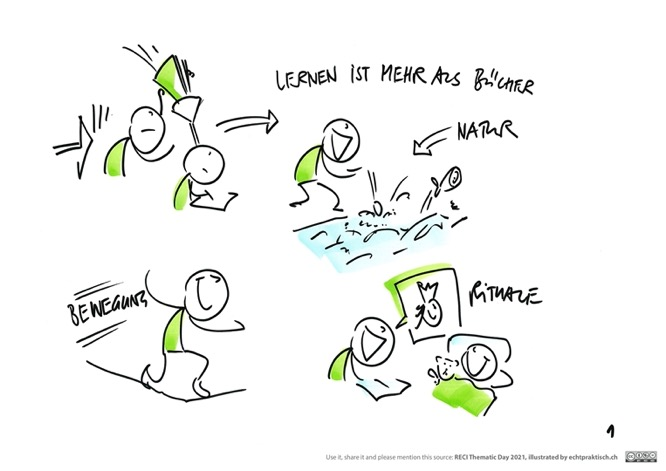 LERNEN IST MEHR ALS BÜCHER
NATUR
BEWEGUNG
RITUALE
1
Use it, share it and please mention this source: RECI Thematic Day 2021, illustrated by echtpraktisch.ch